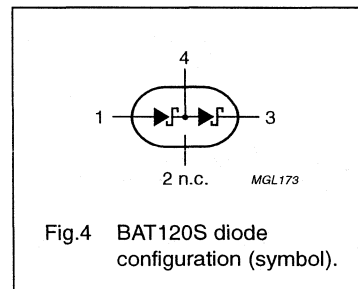 4
1
3
2 n.c.
MGL173
Fig.4 BAT120S diode
configuration (symbol).